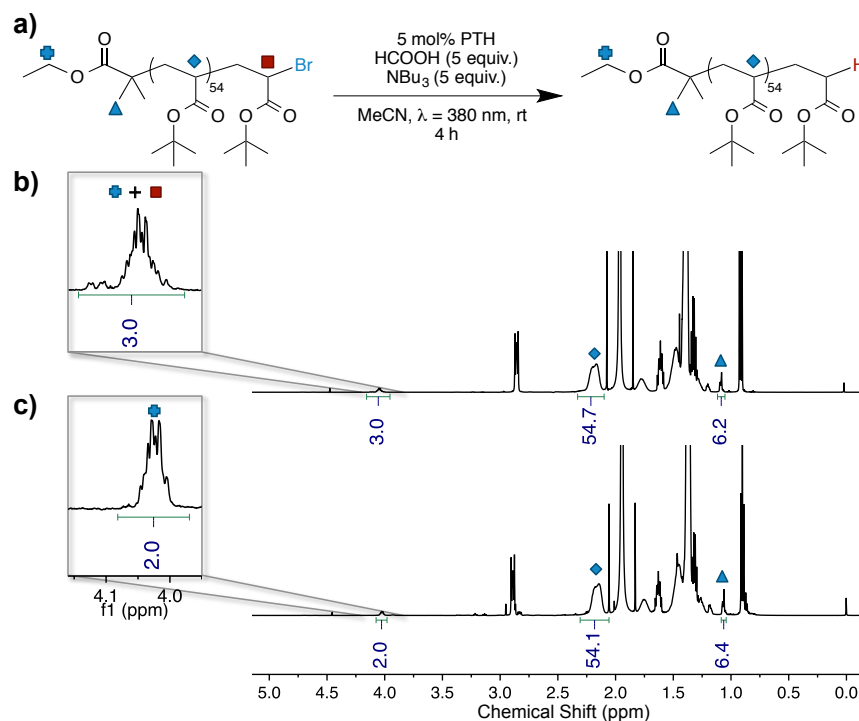 a)
O
O
54
Br
O
O
O
O
5 mol% PTH
HCOOH (5 equiv.)
NBu3 (5 equiv.)
MeCN, λ = 380 nm, rt
4 h
O
O
54
H
O
O
O
O
b)
+
3.0
3.0
54.7
6.2
c)
2.0
4.1 4.0
f1 (ppm)
2.0
54.1
6.4
5.0 4.5 4.0 3.5 3.0 2.5 2.0 1.5 1.0 0.5 0.0
Chemical Shift (ppm)